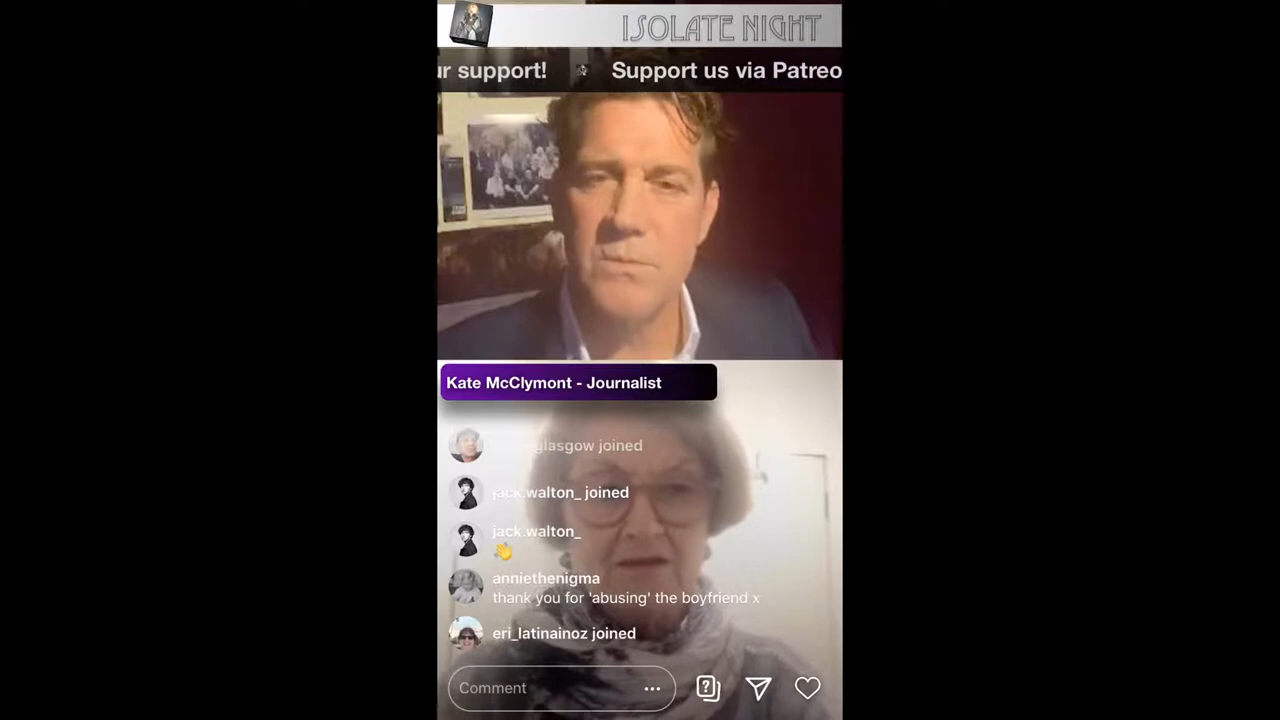 ISOLATE NIGHT
ur support!
Support us via Patreo
Kate McClymont - Journalist
glasgow joined
jack.walton_ joined
jack.walton_
👋
anniethenigma
thank you for 'abusing' the boyfriend x
eri_latinainoz joined
Comment